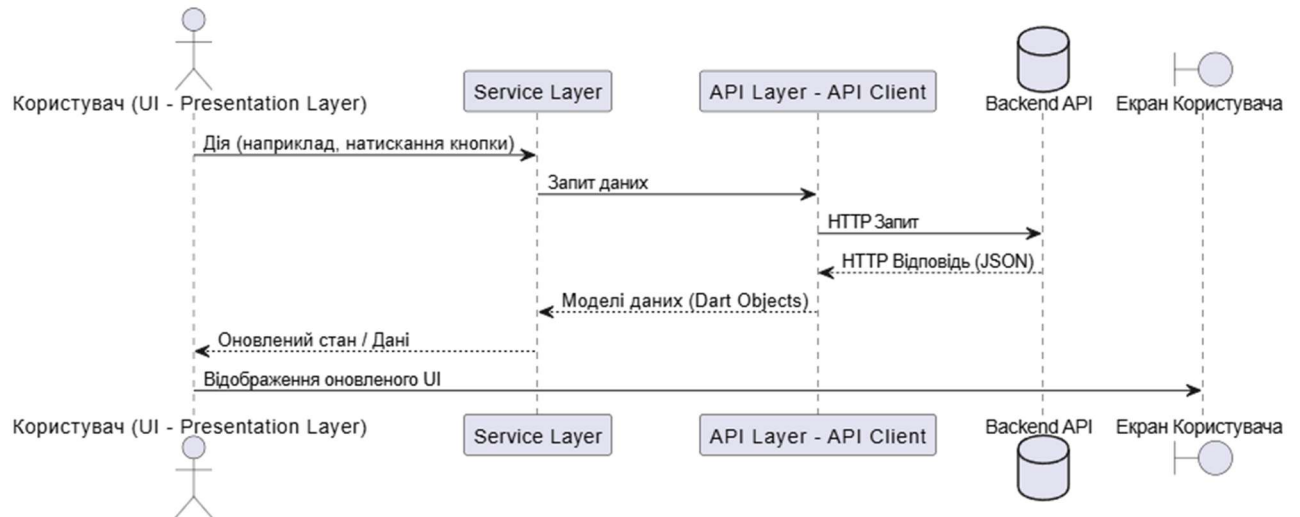 Користувач (UI - Presentation Layer)
Service Layer
API Layer - API Client
Backend API
Екран Користувача
Дія (наприклад, натискання кнопки)
Запит даних
HTTP Запит
HTTP Відповідь (JSON)
Моделі даних (Dart Objects)
Оновлений стан / Дані
Відображення оновленого UI
Користувач (UI - Presentation Layer)
Service Layer
API Layer - API Client
Backend API
Екран Користувача